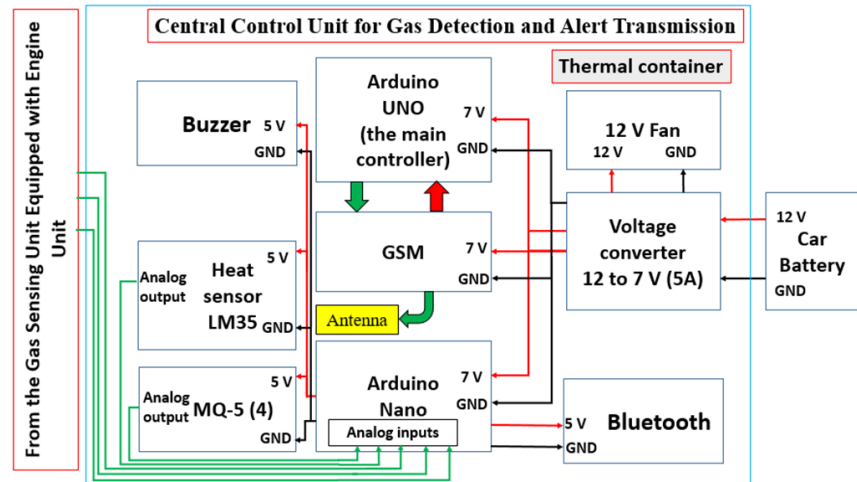 Central Control Unit for Gas Detection and Alert Transmission
From the Gas Sensing Unit Equipped with Engine
Unit
Thermal container
Buzzer
5 V
GND
Arduino
UNO
(the main
controller)
7 V
GND
12 V Fan
12 V
GND
Heat
sensor
LM35
Analog
output
5 V
GND
GSM
7 V
GND
Antenna
Voltage
converter
12 to 7 V (5A)
12 V
Car
Battery
GND
MQ-5 (4)
Analog
output
5 V
GND
Arduino
Nano
7 V
GND
Analog inputs
Bluetooth
5 V
GND